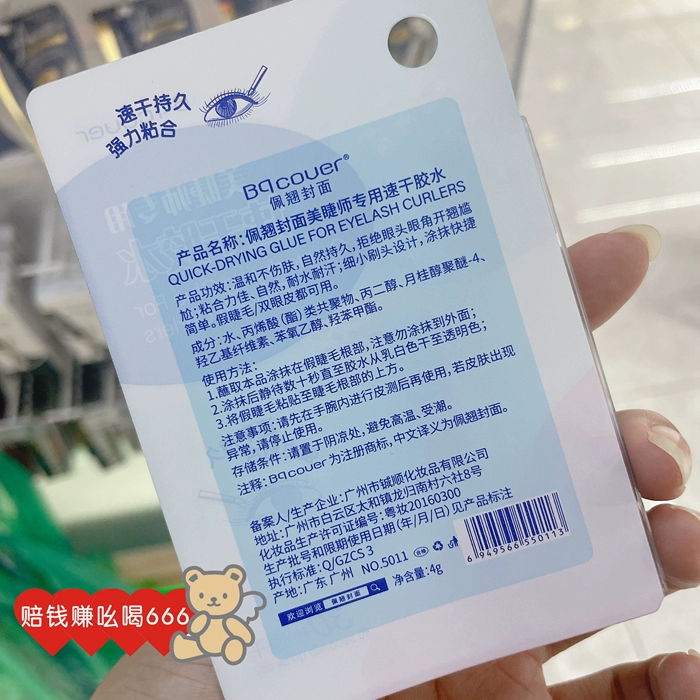 速干持久
强力粘合
Bqcover®
佩翘封面
产品名称：佩翘封面美睫师专用速干胶水
QUICK-DRYING GLUE FOR EYELASH CURLERS
产品功效：温和不伤肤，自然持久，拒绝眼头眼角开翘尴
尬；粘合力佳、自然，耐水耐汗；细小刷头设计，涂抹快捷
简单。假睫毛/双眼皮都可用。
成分：水、丙烯酸（酯）类共聚物、丙二醇、月桂醇聚醚-4、
羟乙基纤维素、苯氧乙醇、羟苯甲酯。
使用方法：
1.蘸取本品涂抹在假睫毛根部，注意勿涂抹到外面；
2.涂抹后静待数十秒直至胶水从乳白色干至透明色；
3.将假睫毛粘贴至睫毛根部的上方。
注意事项：请先在手腕内进行皮测后再使用，若皮肤出现
异常，请停止使用。
存储条件：请置于阴凉处，避免高温、受潮。
注释：Bqcover 为注册商标，中文译义为佩翘封面。
备案人/生产企业：广州市铖顺化妆品有限公司
地址：广州市白云区太和镇龙归南村六社8号
化妆品生产许可证编号：粤妆20160300
生产批号和限期使用日期（年/月/日）见产品标注
执行标准：Q/GZCS 3
产地：广东 广州 NO.5011
净含量：4g
6 949566 550113
欢迎浏览 佩翘封面
赔钱赚吆喝666